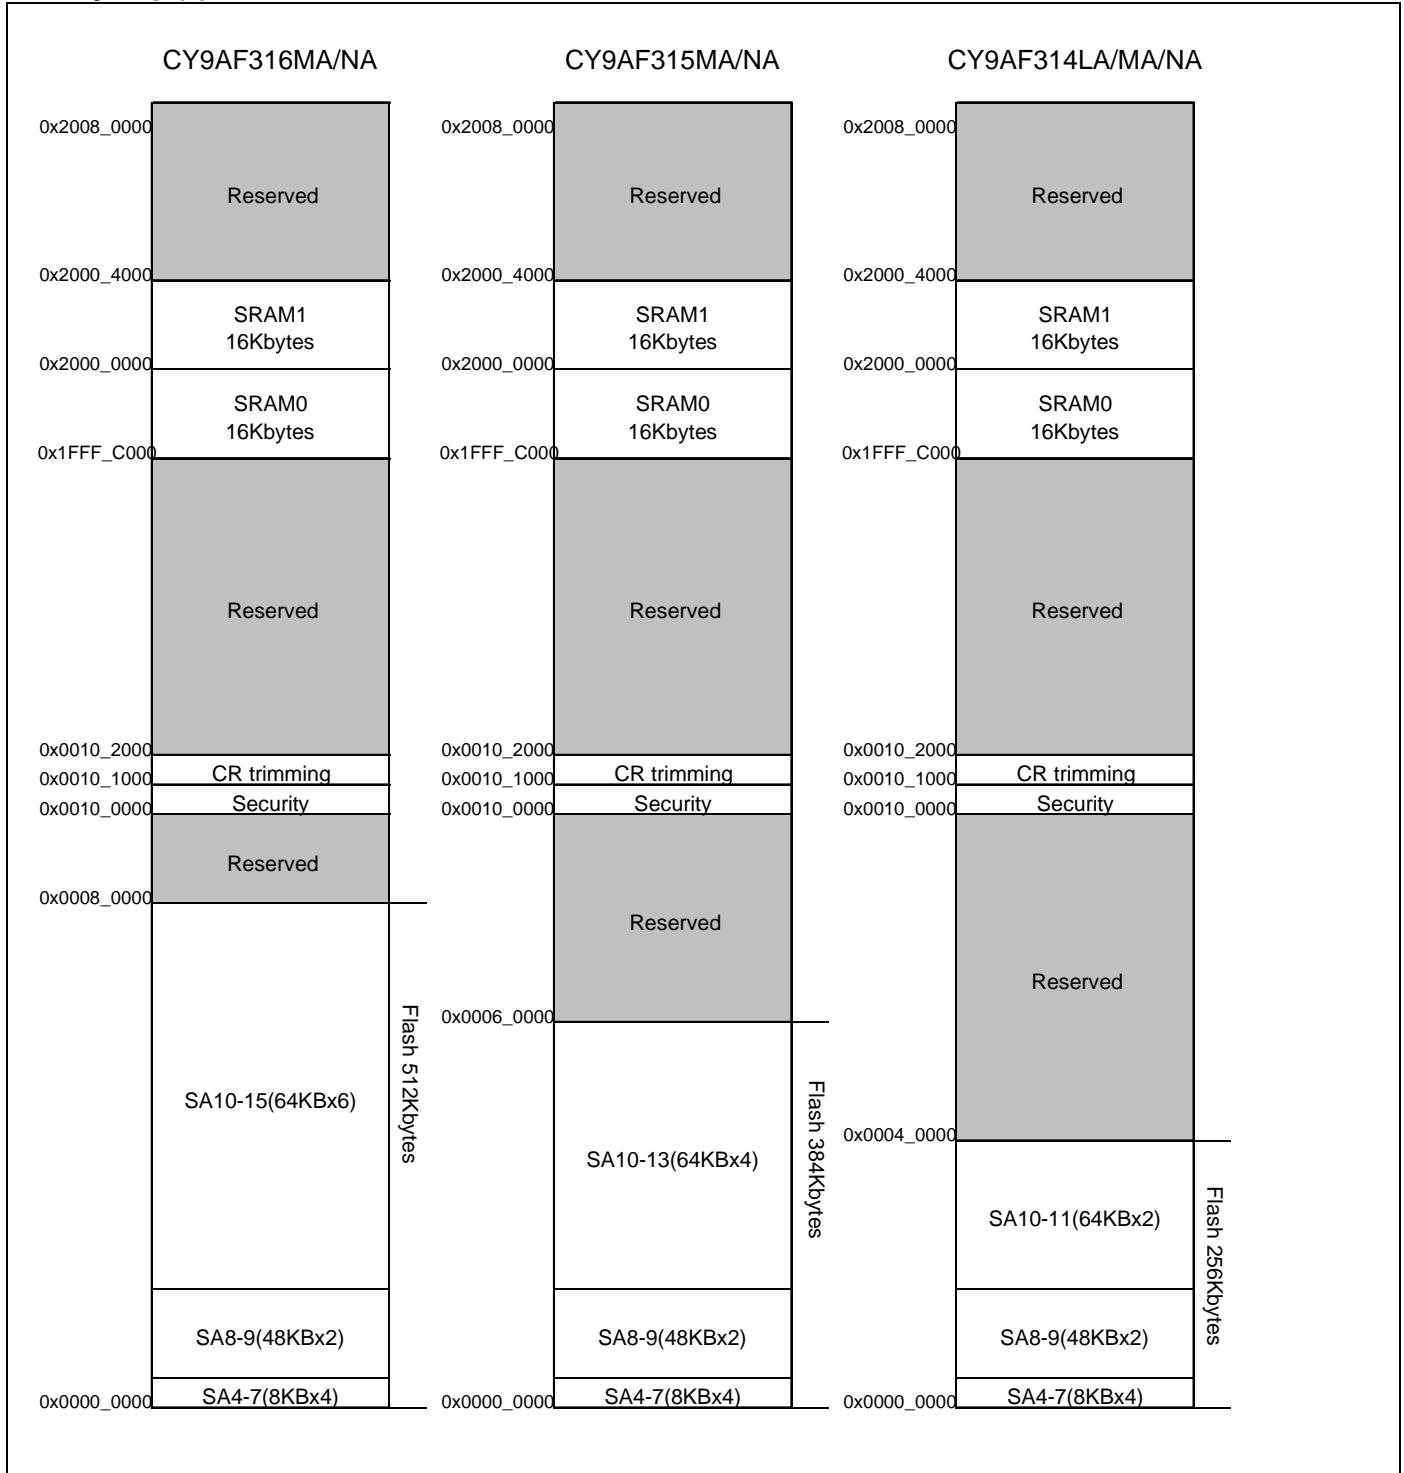 CY9AF316MA/NA
0x2008_0000
Reserved
0x2000_4000
SRAM1
16Kbytes
0x2000_0000
SRAM0
16Kbytes
0x1FFF_C000
Reserved
0x0010_2000
CR trimming
0x0010_1000
Security
0x0010_0000
Reserved
0x0008_0000
SA10-15(64KBx6)
Flash 512Kbytes
SA8-9(48KBx2)
SA4-7(8KBx4)
0x0000_0000
CY9AF315MA/NA
0x2008_0000
Reserved
0x2000_4000
SRAM1
16Kbytes
0x2000_0000
SRAM0
16Kbytes
0x1FFF_C000
Reserved
0x0010_2000
CR trimming
0x0010_1000
Security
0x0010_0000
Reserved
0x0006_0000
SA10-13(64KBx4)
Flash 384Kbytes
SA8-9(48KBx2)
SA4-7(8KBx4)
0x0000_0000
CY9AF314LA/MA/NA
0x2008_0000
Reserved
0x2000_4000
SRAM1
16Kbytes
0x2000_0000
SRAM0
16Kbytes
0x1FFF_C000
Reserved
0x0010_2000
CR trimming
0x0010_1000
Security
0x0010_0000
Reserved
0x0004_0000
SA10-11(64KBx2)
Flash 256Kbytes
SA8-9(48KBx2)
SA4-7(8KBx4)
0x0000_0000